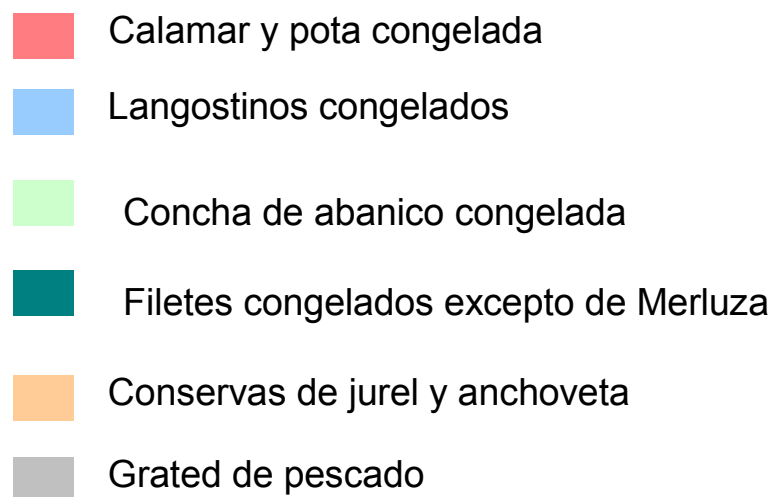 Calamar y pota congelada
Langostinos congelados
Concha de abanico congelada
Filetes congelados excepto de Merluza
Conservas de jurel y anchoveta
Grated de pescado